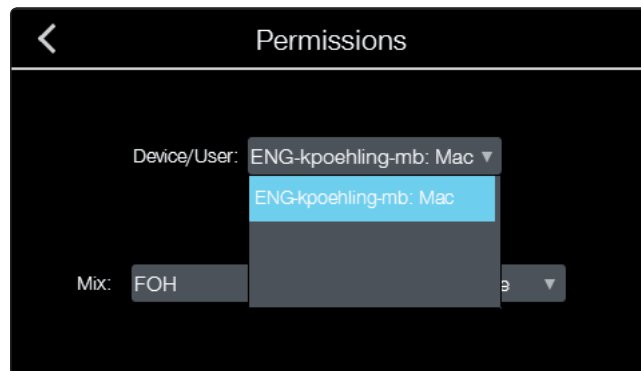 Permissions
Device/User: ENG-kpoehling-mb: Mac
ENG-kpoehling-mb: Mac
Mix: FOH